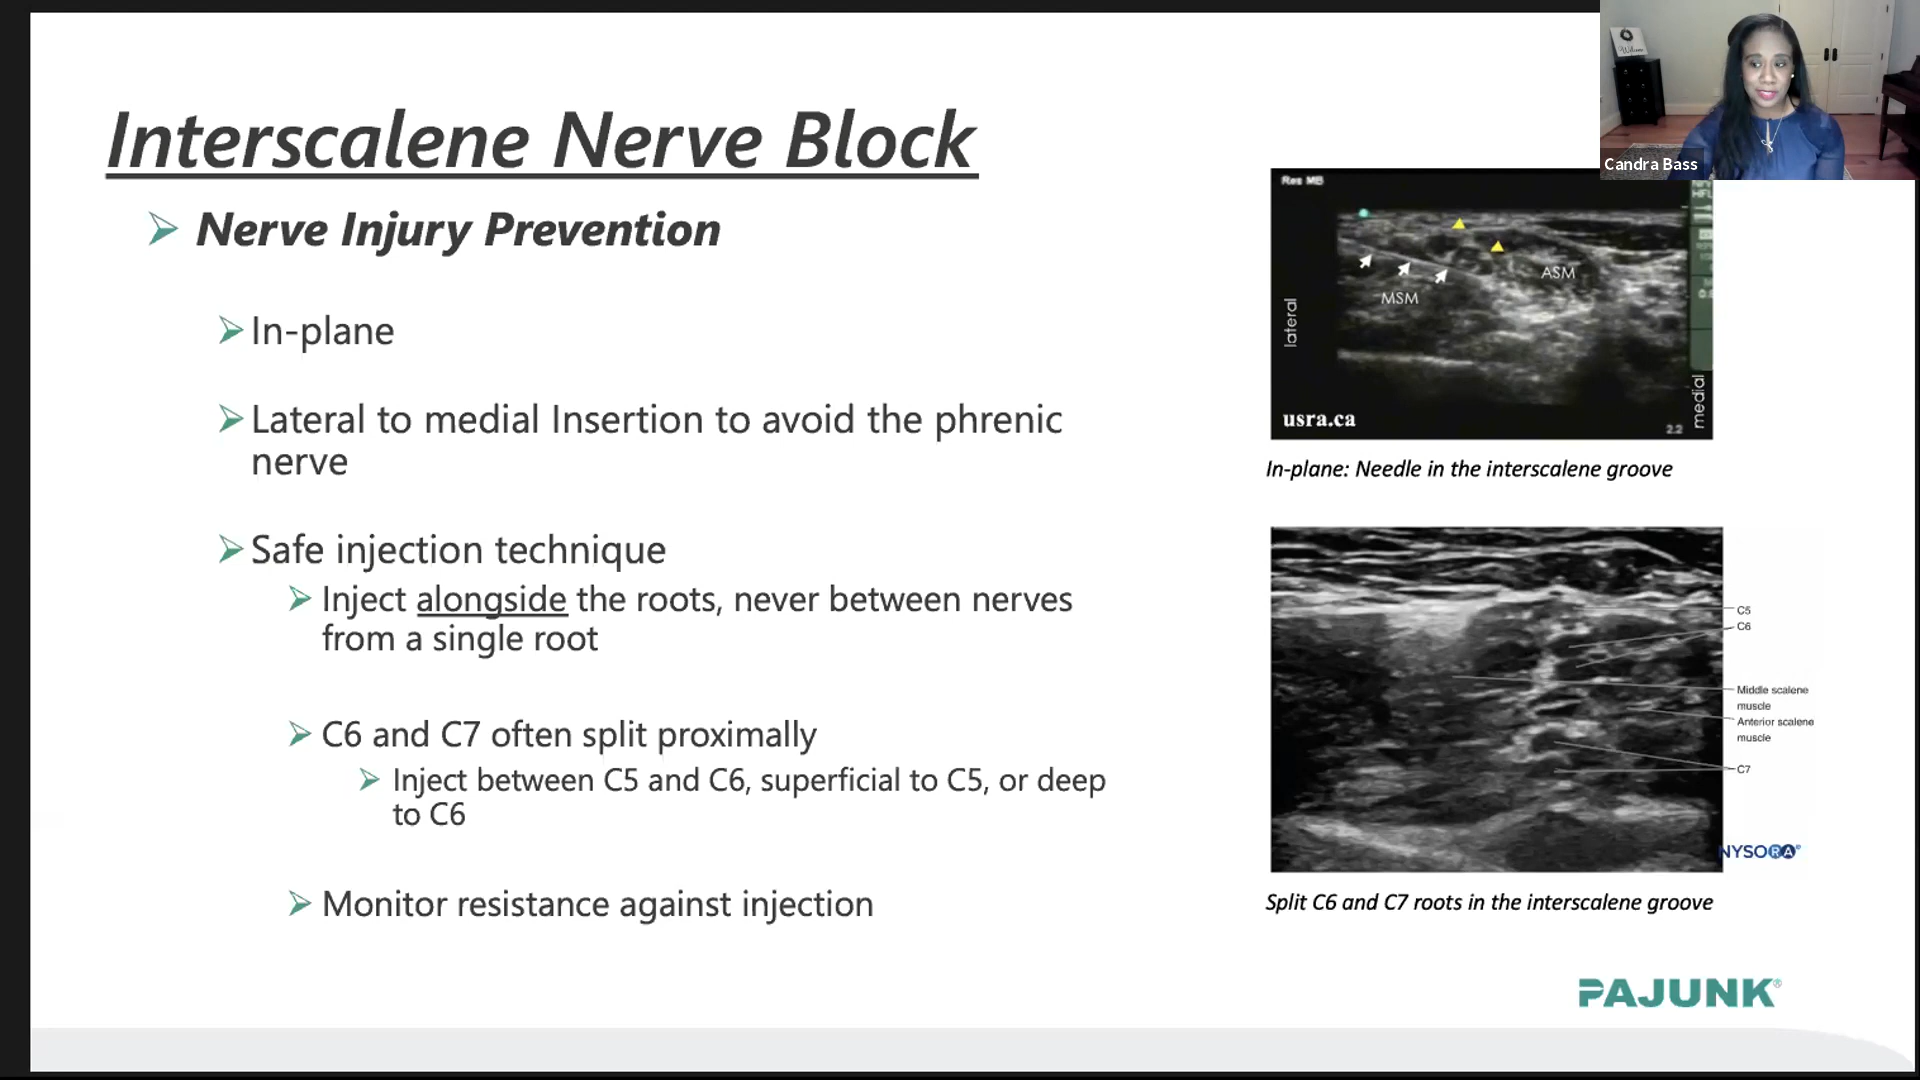 Interscalene Nerve Block
Nerve Injury Prevention
In-plane
Lateral to medial Insertion to avoid the phrenic
nerve
Safe injection technique
Inject alongside the roots, never between nerves
from a single root
C6 and C7 often split proximally
Inject between C5 and C6, superficial to C5, or deep
to C6
Monitor resistance against injection
Candra Bass
Res MB
ASM
MSM
lateral
medial
usra.ca
2.2
In-plane: Needle in the interscalene groove
C5
C6
Middle scalene
muscle
Anterior scalene
muscle
C7
NYSORA®
Split C6 and C7 roots in the interscalene groove
PAJUNK®